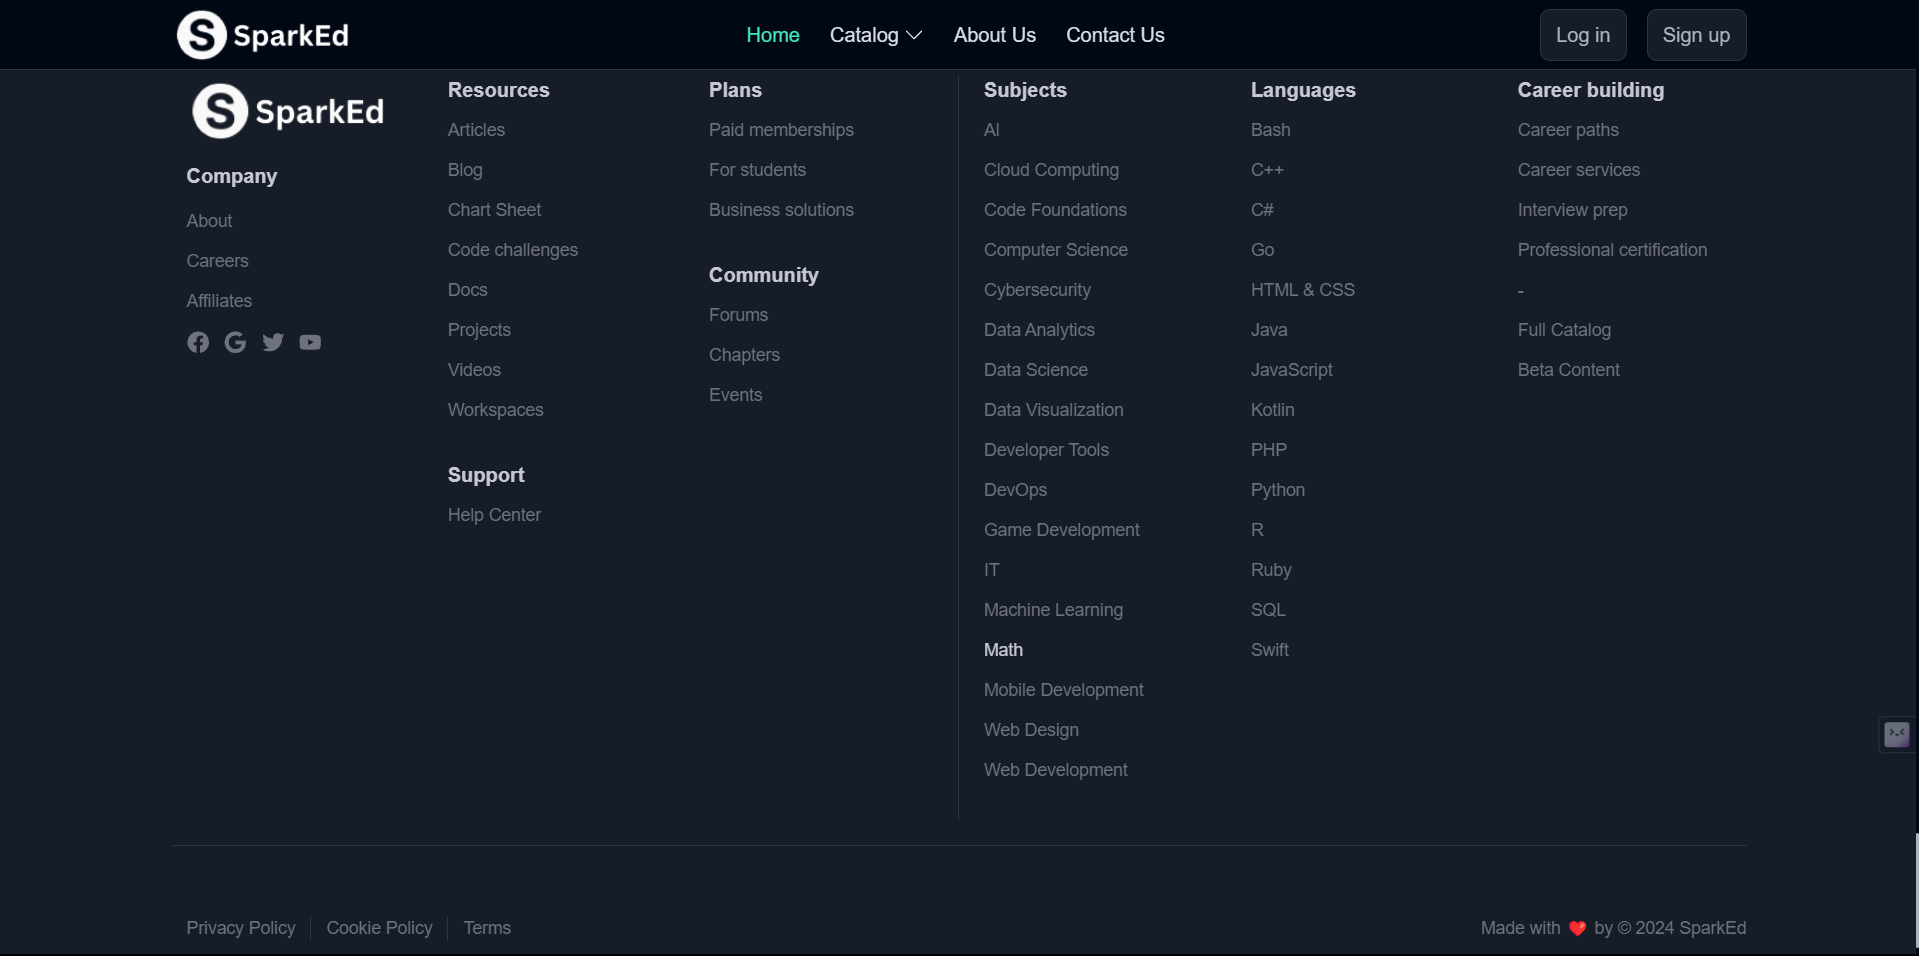 SparkEd
Home
Catalog
About Us
Contact Us
Log in
Sign up
SparkEd
Company
About
Careers
Affiliates
Resources
Articles
Blog
Chart Sheet
Code challenges
Docs
Projects
Videos
Workspaces
Support
Help Center
Plans
Paid memberships
For students
Business solutions
Community
Forums
Chapters
Events
Subjects
AI
Cloud Computing
Code Foundations
Computer Science
Cybersecurity
Data Analytics
Data Science
Data Visualization
Developer Tools
DevOps
Game Development
IT
Machine Learning
Math
Mobile Development
Web Design
Web Development
Languages
Bash
C++
C#
Go
HTML & CSS
Java
JavaScript
Kotlin
PHP
Python
R
Ruby
SQL
Swift
Career building
Career paths
Career services
Interview prep
Professional certification
-
Full Catalog
Beta Content
Privacy Policy
Cookie Policy
Terms
Made with ❤️ by © 2024 SparkEd